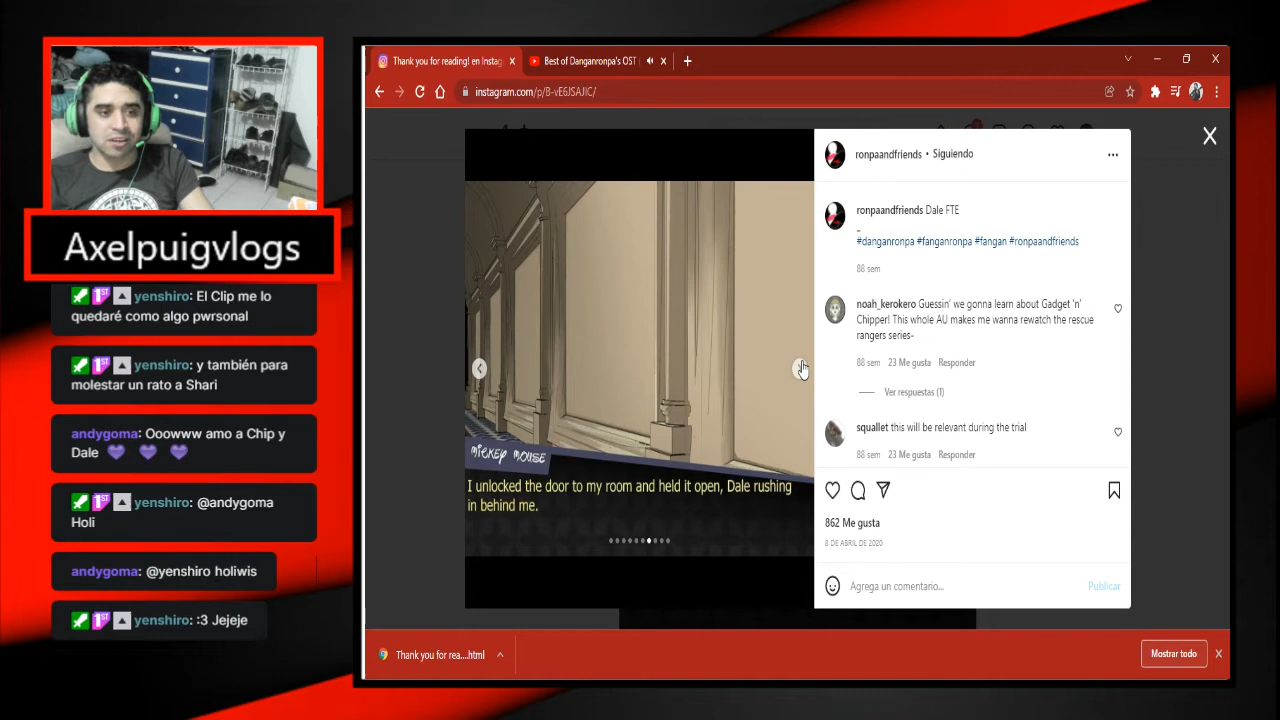 Axelpuigvlogs
yenshiro: El Clip me lo
quedaré como algo pwrsonal
yenshiro: y también para
molestar un rato a Shari
andygoma: Ooowww amo a Chip y
Dale
yenshiro: @andygoma
Holi
andygoma: @yenshiro holiwis
yenshiro: :3 Jejeje
Thank you for reading! en Instag
Best of Danganronpa's OST
instagram.com/p/B-vE6JSAJIC/
mickey mouse
I unlocked the door to my room and held it open, Dale rushing
in behind me.
ronpaandfriends • Siguiendo
ronpaandfriends Dale FTE
_
#danganronpa #fanganronpa #fangan #ronpaandfriends
88 sem
noah_kerokero Guessin' we gonna learn about Gadget 'n'
Chipper! This whole AU makes me wanna rewatch the rescue
rangers series-
88 sem 23 Me gusta Responder
Ver respuestas (1)
squallet this will be relevant during the trial
88 sem 23 Me gusta Responder
862 Me gusta
8 DE ABRIL DE 2020
Agrega un comentario...
Publicar
Thank you for rea....html
Mostrar todo